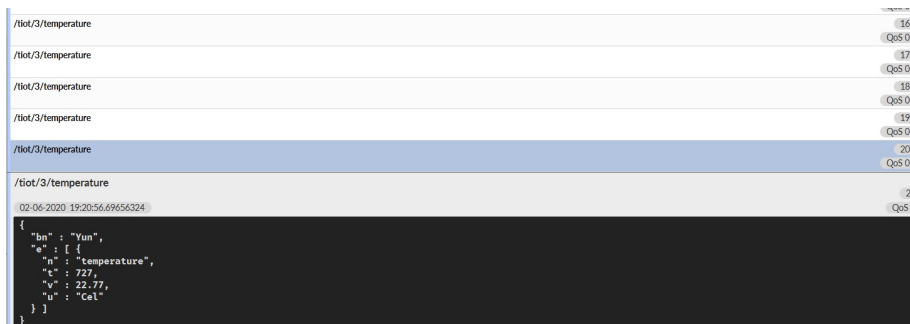 /tiot/3/temperature
16
QoS 0
/tiot/3/temperature
17
QoS 0
/tiot/3/temperature
18
QoS 0
/tiot/3/temperature
19
QoS 0
/tiot/3/temperature
20
QoS 0
/tiot/3/temperature
2
02-06-2020 19:20:56.69656324
QoS
{
"bn" : "Yun",
"e" : [ {
"n" : "temperature",
"t" : 727,
"v" : 22.77,
"u" : "Cel"
} ]
}